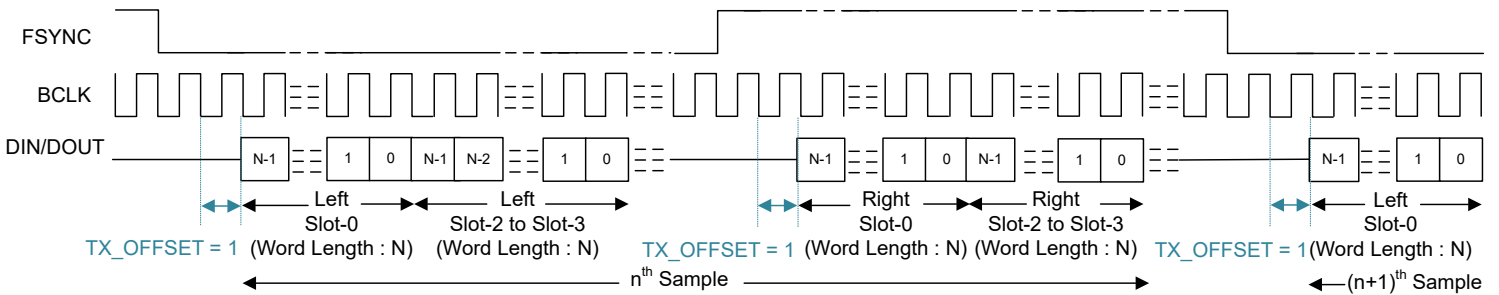 FSYNC
BCLK
DIN/DOUT
N-1 1 0 N-1 N-2 1 0 N-1 1 0 N-1 1 0 N-1 1 0
Left Left Right Right Left
Slot-0 Slot-2 to Slot-3 Slot-0 Slot-2 to Slot-3 Slot-0
TX_OFFSET = 1 (Word Length : N) (Word Length : N) TX_OFFSET = 1 (Word Length : N) (Word Length : N) TX_OFFSET = 1 (Word Length : N)
nth Sample (n+1)th Sample